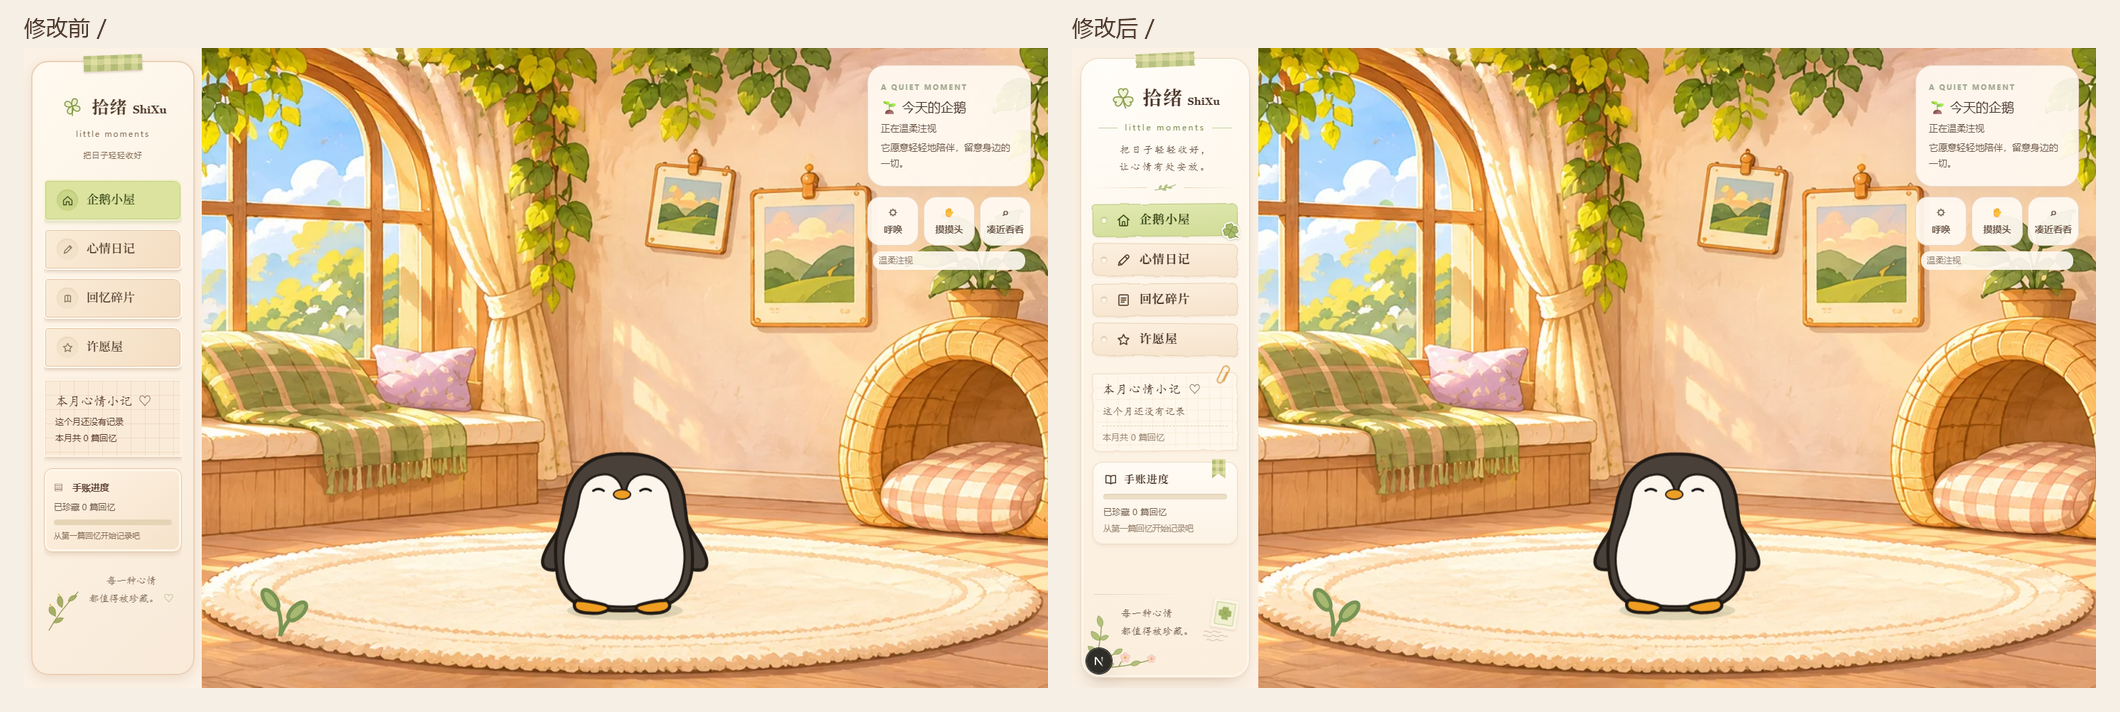 修改前 /
拾绪 ShiXu
little moments
把日子轻轻收好
企鹅小屋
心情日记
回忆碎片
许愿屋
本月心情小记 ♡
这个月还没有记录
本月共 0 篇回忆
手账进度
已珍藏 0 篇回忆
从第一篇回忆开始记录吧
每一种心情
都值得被珍藏。 ♡
A QUIET MOMENT
🌱 今天的企鹅
正在温柔注视
它愿意轻轻地陪伴，留意身边的
一切。
呼唤
摸摸头
凑近看看
温柔注视
修改后 /
拾绪 ShiXu
little moments
把日子轻轻收好，
让心情有处安放。
企鹅小屋
心情日记
回忆碎片
许愿屋
本月心情小记 ♡
这个月还没有记录
本月共 0 篇回忆
手账进度
已珍藏 0 篇回忆
从第一篇回忆开始记录吧
每一种心情
都值得被珍藏。
N
A QUIET MOMENT
🌱 今天的企鹅
正在温柔注视
它愿意轻轻地陪伴，留意身边的
一切。
呼唤
摸摸头
凑近看看
温柔注视